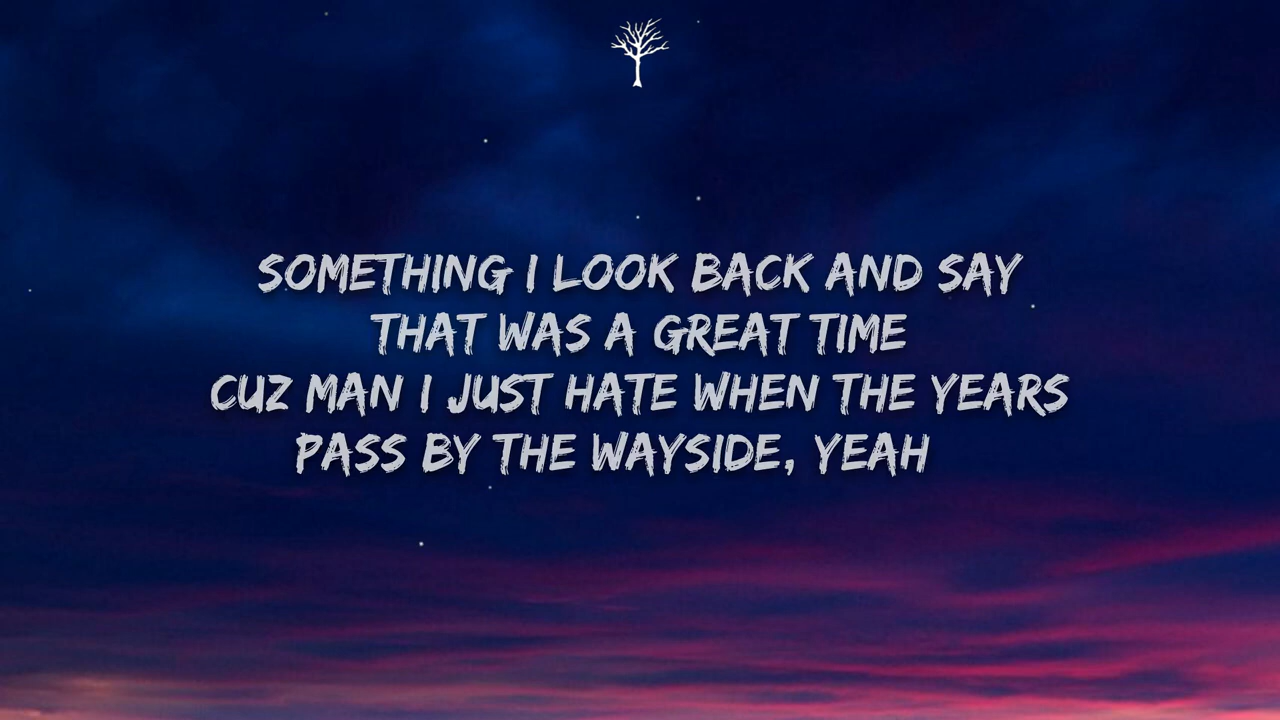 SOMETHING I LOOK BACK AND SAY
THAT WAS A GREAT TIME
CUZ MAN I JUST HATE WHEN THE YEARS
PASS BY THE WAYSIDE, YEAH